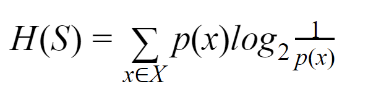 H(S) = ∑ p(x)log₂ 1/p(x)
x∈X